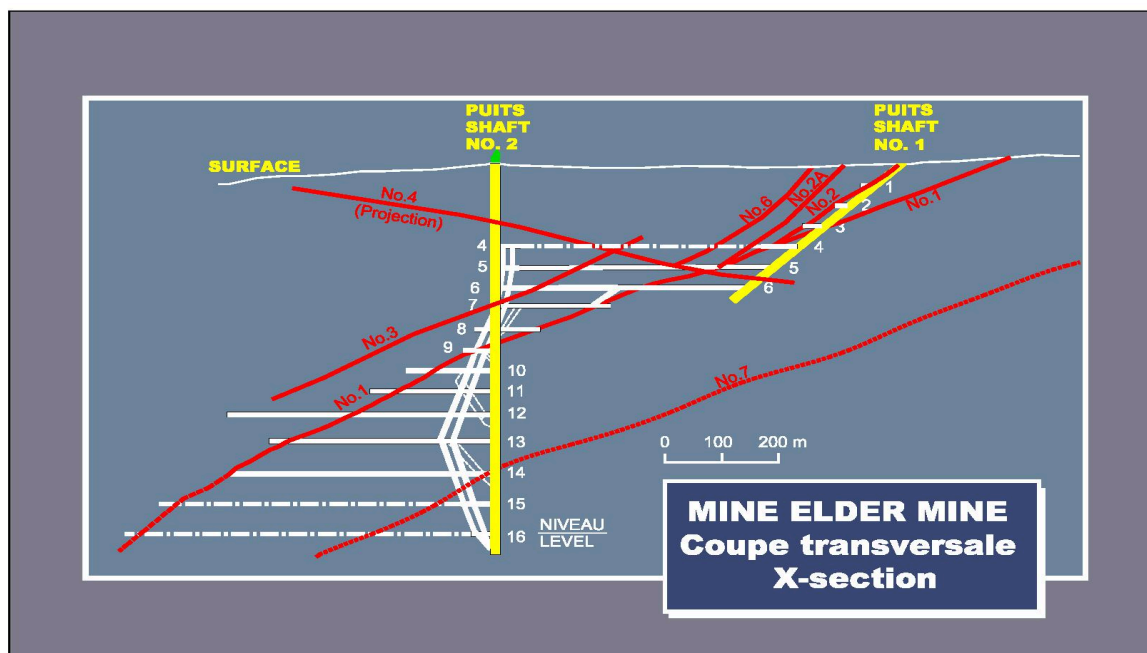 PUITS
SHAFT
NO. 2
PUITS
SHAFT
NO. 1
SURFACE
No.4
(Projection)
No.6
No.2A
No.2
No.1
1
2
3
4
4
5
5
6
6
7
8
9
No.3
No.1
No.7
10
11
12
13
14
15
16
NIVEAU
LEVEL
0 100 200 m
MINE ELDER MINE
Coupe transversale
X-section